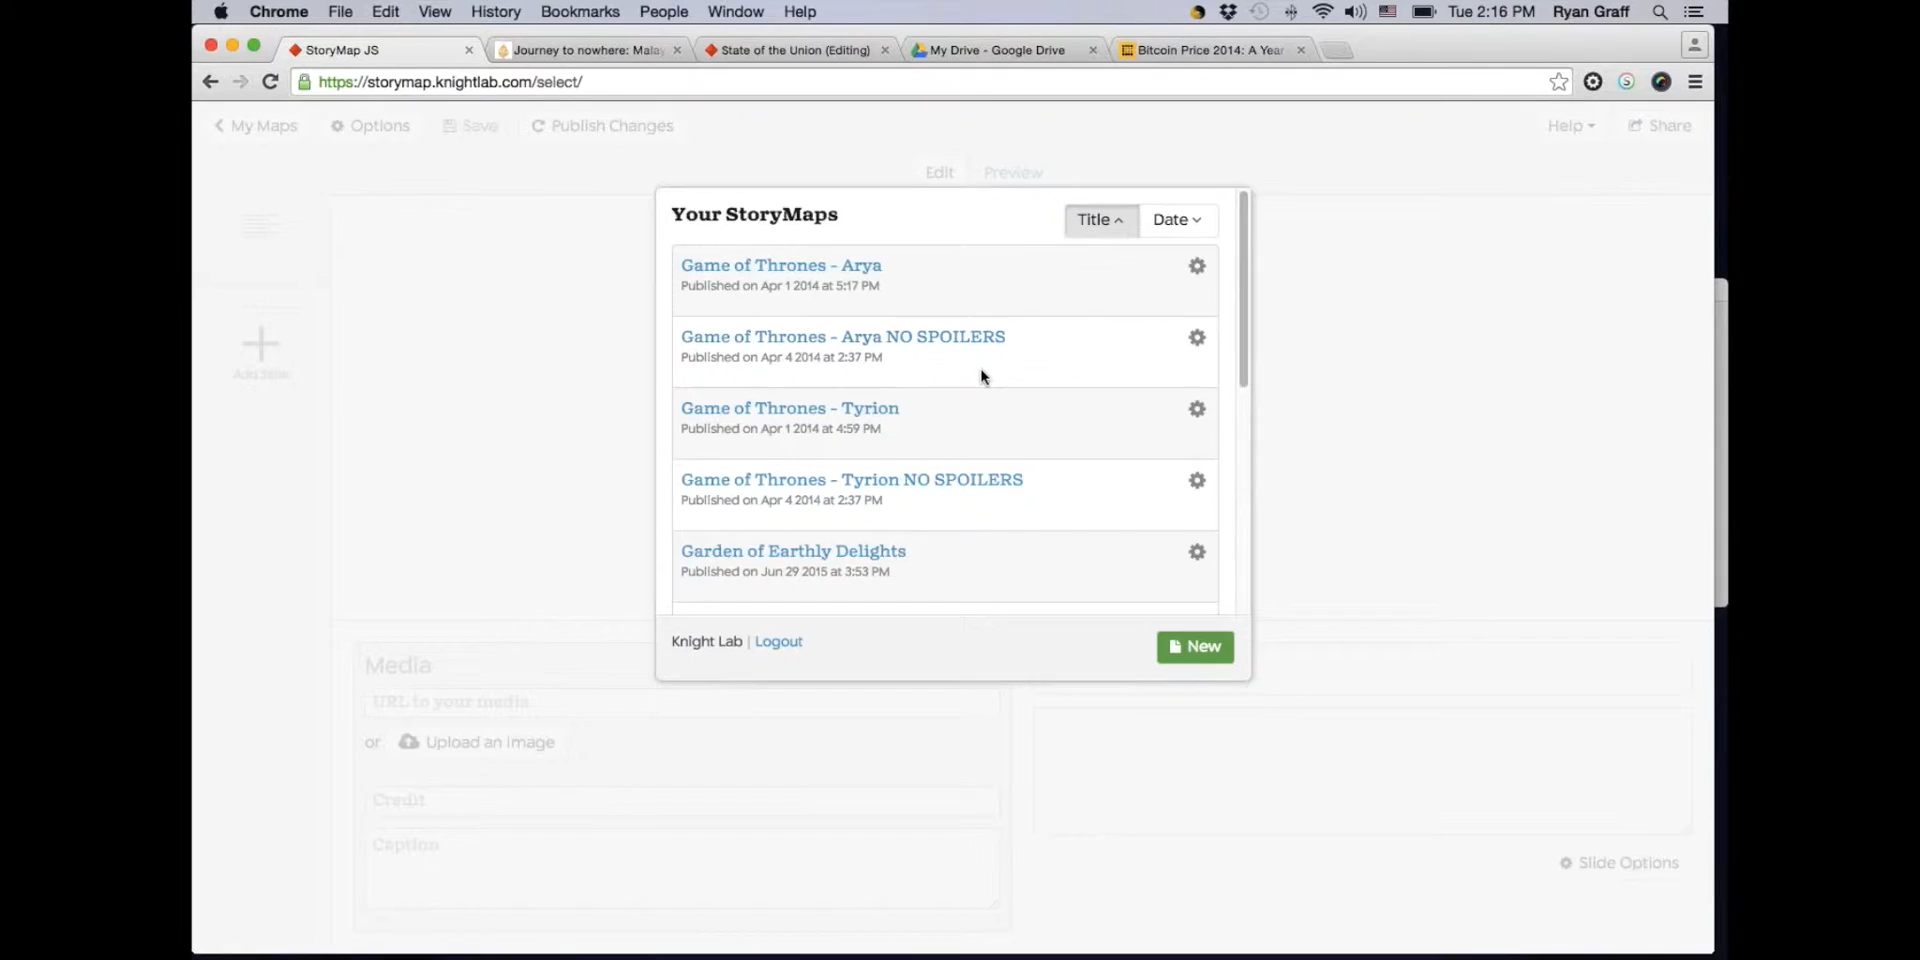 Chrome File Edit View History Bookmarks People Window Help Tue 2:16 PM Ryan Graff
StoryMap JS Journey to nowhere: Malay State of the Union (Editing) My Drive - Google Drive Bitcoin Price 2014: A Year
https://storymap.knightlab.com/select/
My Maps Options Save Publish Changes Help Share
Edit Preview
Your StoryMaps Title Date
Game of Thrones - Arya
Published on Apr 1 2014 at 5:17 PM
Game of Thrones - Arya NO SPOILERS
Published on Apr 4 2014 at 2:37 PM
Add Slide
Game of Thrones - Tyrion
Published on Apr 1 2014 at 4:59 PM
Game of Thrones - Tyrion NO SPOILERS
Published on Apr 4 2014 at 2:37 PM
Garden of Earthly Delights
Published on Jun 29 2015 at 3:53 PM
Knight Lab | Logout New
Media
URL to your media
or Upload an Image
Credit
Caption
Slide Options